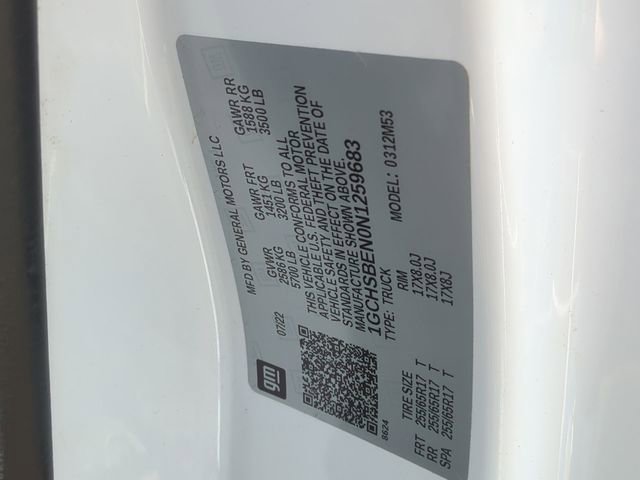 gm
MFD BY GENERAL MOTORS LLC
07/22
GVWR GAWR FRT GAWR RR
2586 KG 1451 KG 1588 KG
5700 LB 3200 LB 3500 LB
THIS VEHICLE CONFORMS TO ALL
APPLICABLE U.S. FEDERAL MOTOR
VEHICLE SAFETY AND THEFT PREVENTION
STANDARDS IN EFFECT ON THE DATE OF
MANUFACTURE SHOWN ABOVE.
1GCHSBEN0N1259683
TYPE: TRUCK MODEL: 0312M53
8624
TIRE SIZE RIM
FRT 255/65R17 T 17X8.0J
RR 255/65R17 T 17X8.0J
SPA 255/65R17 T 17X8J